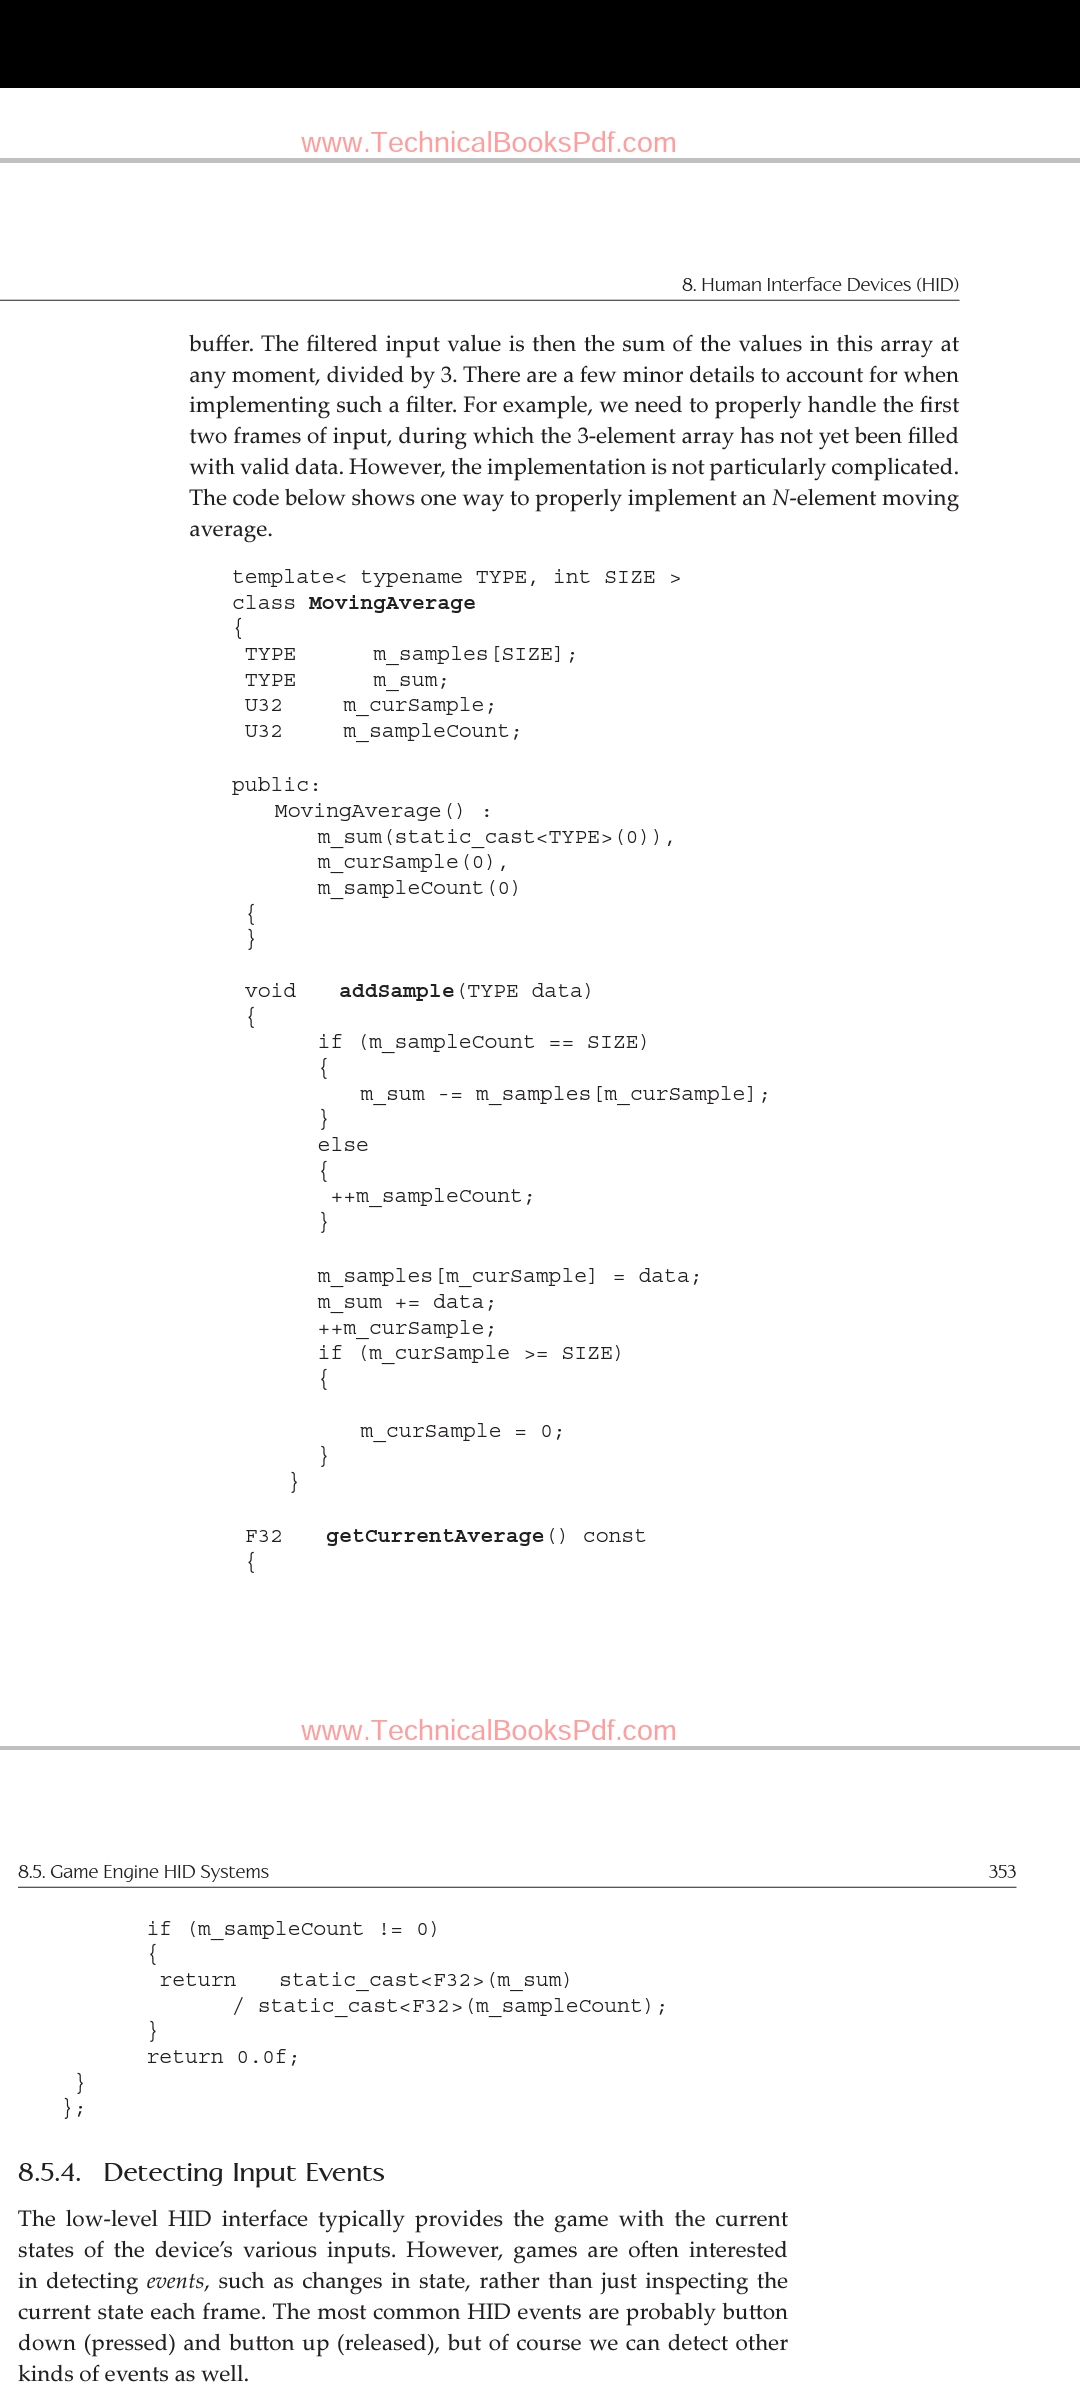 www.TechnicalBooksPdf.com
8. Human Interface Devices (HID)
buffer. The filtered input value is then the sum of the values in this array at
any moment, divided by 3. There are a few minor details to account for when
implementing such a filter. For example, we need to properly handle the first
two frames of input, during which the 3-element array has not yet been filled
with valid data. However, the implementation is not particularly complicated.
The code below shows one way to properly implement an N-element moving
average.
template< typename TYPE, int SIZE >
class MovingAverage
{
TYPE m_samples[SIZE];
TYPE m_sum;
U32 m_curSample;
U32 m_sampleCount;
public:
MovingAverage() :
m_sum(static_cast<TYPE>(0)),
m_curSample(0),
m_sampleCount(0)
{
}
void addSample(TYPE data)
{
if (m_sampleCount == SIZE)
{
m_sum -= m_samples[m_curSample];
}
else
{
++m_sampleCount;
}
m_samples[m_curSample] = data;
m_sum += data;
++m_curSample;
if (m_curSample >= SIZE)
{
m_curSample = 0;
}
}
F32 getCurrentAverage() const
{
www.TechnicalBooksPdf.com
8.5. Game Engine HID Systems 353
if (m_sampleCount != 0)
{
return static_cast<F32>(m_sum)
/ static_cast<F32>(m_sampleCount);
}
return 0.0f;
}
};
8.5.4. Detecting Input Events
The low-level HID interface typically provides the game with the current
states of the device's various inputs. However, games are often interested
in detecting events, such as changes in state, rather than just inspecting the
current state each frame. The most common HID events are probably button
down (pressed) and button up (released), but of course we can detect other
kinds of events as well.